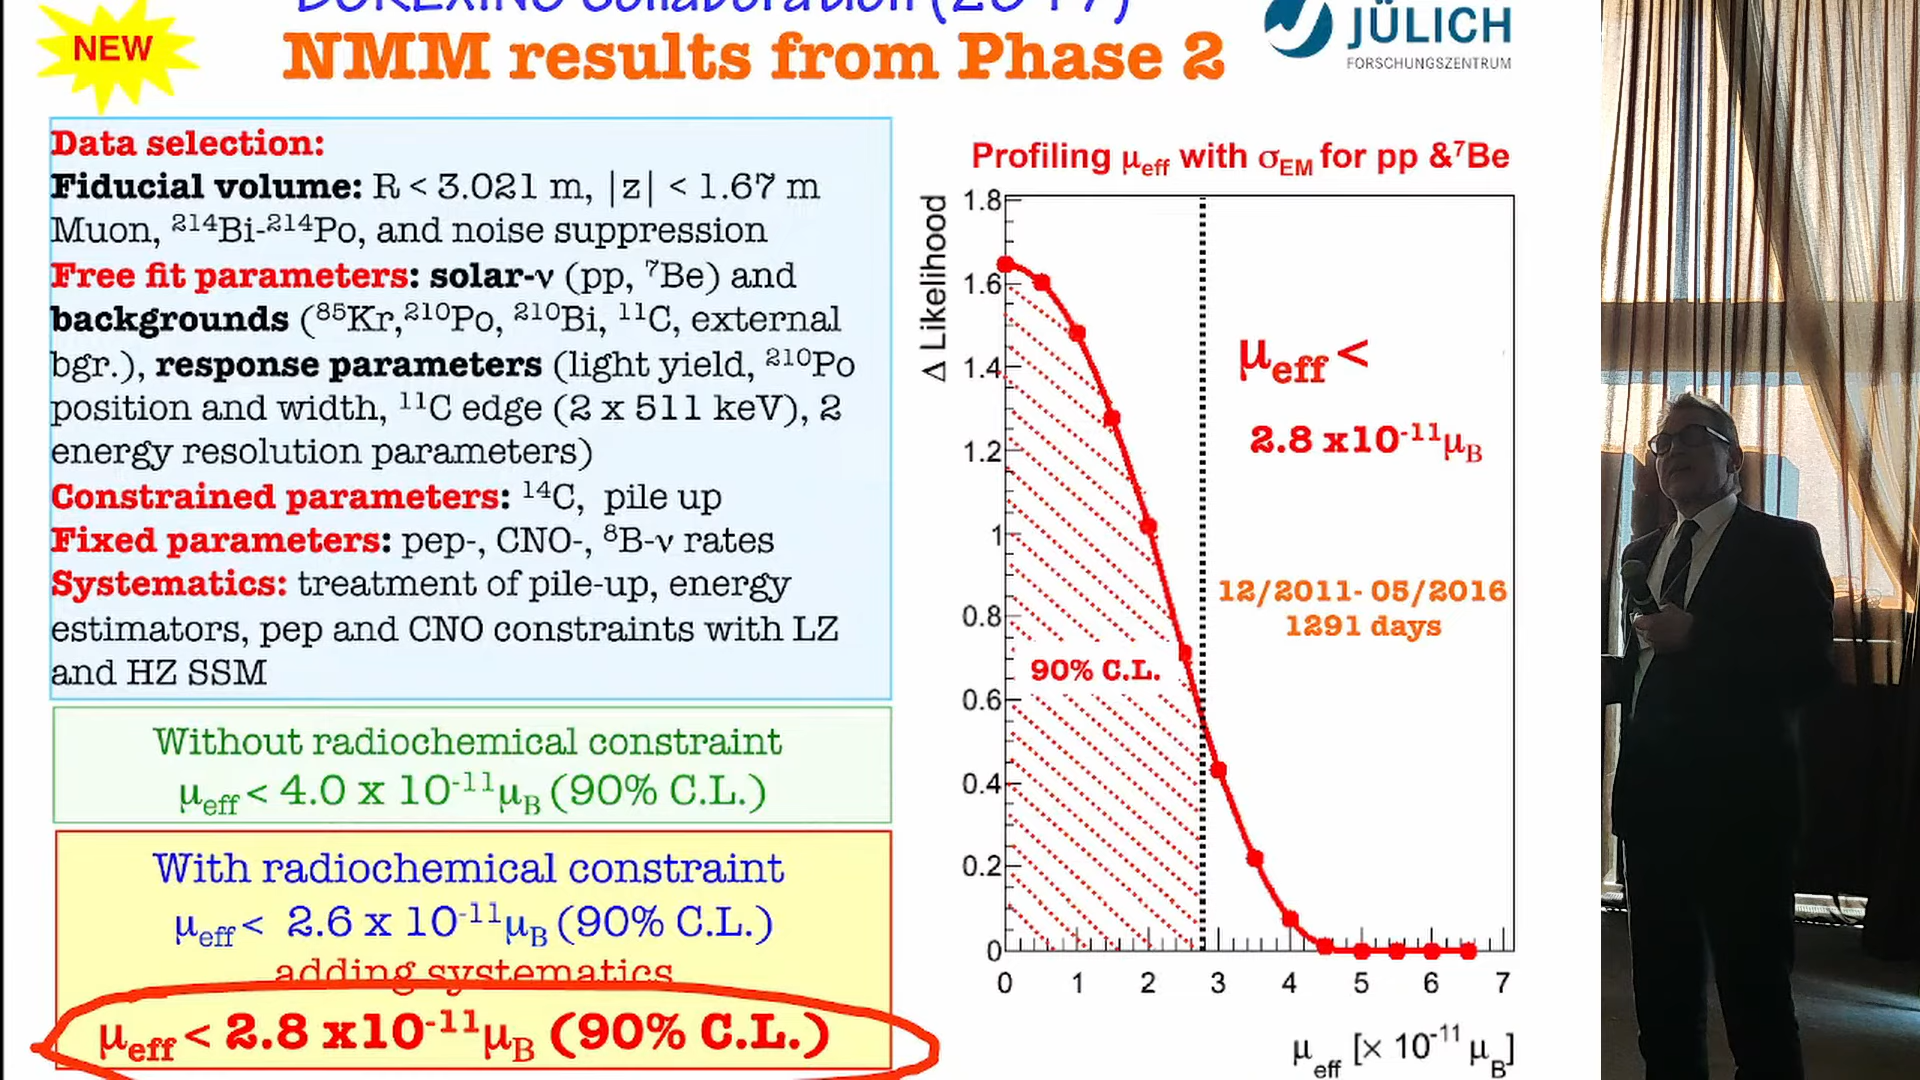 BOREXINO Collaboration (2017)
NEW
NMM results from Phase 2
JÜLICH
FORSCHUNGSZENTRUM
Data selection:
Fiducial volume: R < 3.021 m, |z| < 1.67 m
Muon, ²¹⁴Bi-²¹⁴Po, and noise suppression
Free fit parameters: solar-ν (pp, ⁷Be) and
backgrounds (⁸⁵Kr,²¹⁰Po, ²¹⁰Bi, ¹¹C, external
bgr.), response parameters (light yield, ²¹⁰Po
position and width, ¹¹C edge (2 x 511 keV), 2
energy resolution parameters)
Constrained parameters: ¹⁴C, pile up
Fixed parameters: pep-, CNO-, ⁸B-ν rates
Systematics: treatment of pile-up, energy
estimators, pep and CNO constraints with LZ
and HZ SSM
Without radiochemical constraint
μeff < 4.0 x 10⁻¹¹μB (90% C.L.)
With radiochemical constraint
μeff < 2.6 x 10⁻¹¹μB (90% C.L.)
adding systematics
μeff < 2.8 x10⁻¹¹μB (90% C.L.)
Profiling μeff with σEM for pp &⁷Be
Δ Likelihood
1.8
1.6
1.4
1.2
1
0.8
0.6
0.4
0.2
0
μeff <
2.8 x10⁻¹¹μB
12/2011- 05/2016
1291 days
90% C.L.
0 1 2 3 4 5 6 7
μeff [× 10⁻¹¹ μB]